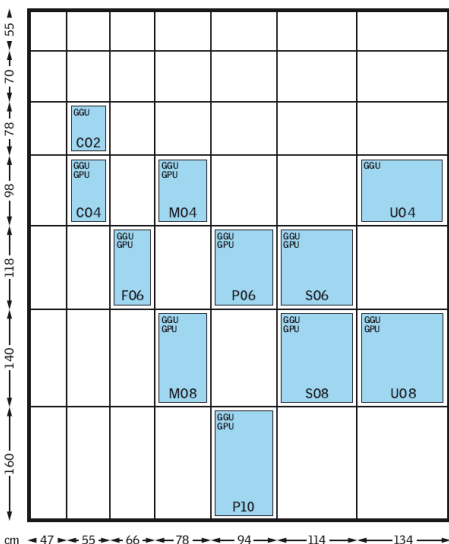 55
70
78
GGU
C02
98
GGU
GPU
C04
GGU
GPU
M04
GGU
U04
118
GGU
GPU
F06
GGU
GPU
P06
GGU
GPU
S06
140
GGU
GPU
M08
GGU
GPU
S08
GGU
GPU
U08
160
GGU
GPU
P10
cm 47 55 66 78 94 114 134